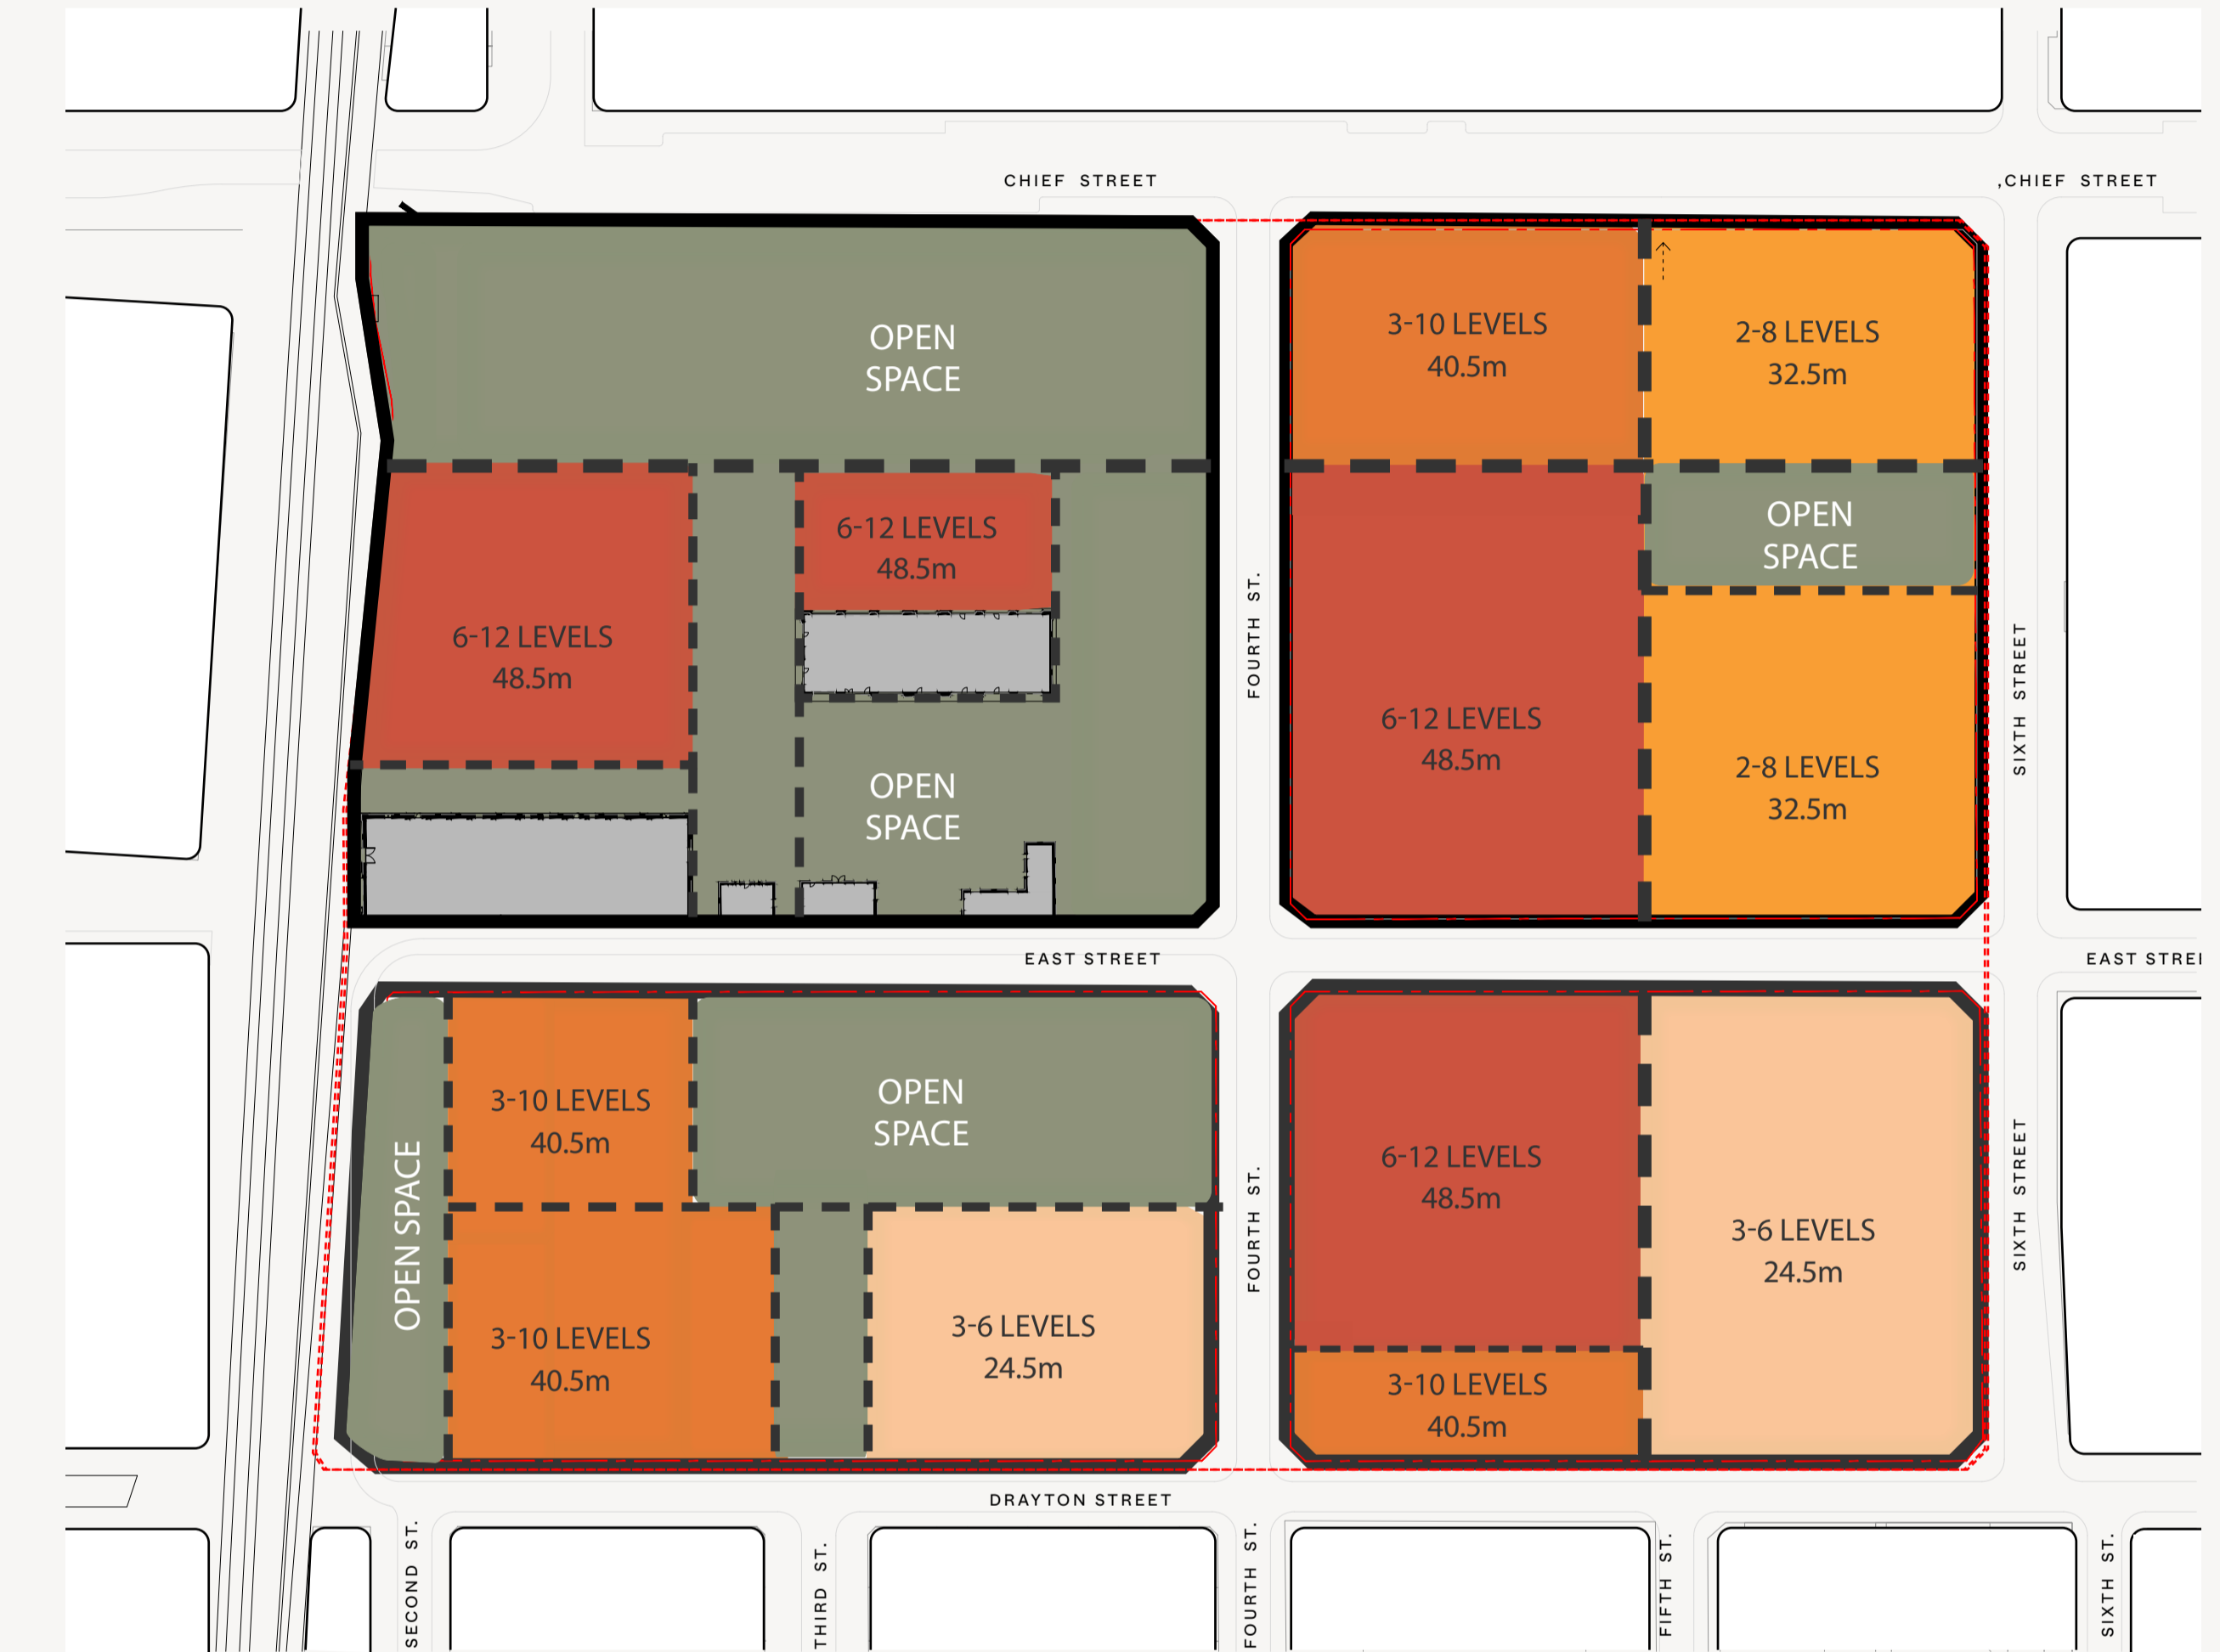 CHIEF STREET
,CHIEF STREET
OPEN
SPACE
3-10 LEVELS
40.5m
2-8 LEVELS
32.5m
6-12 LEVELS
48.5m
OPEN
SPACE
6-12 LEVELS
48.5m
FOURTH ST.
6-12 LEVELS
48.5m
SIXTH STREET
OPEN
SPACE
2-8 LEVELS
32.5m
EAST STREET
EAST STREE
3-10 LEVELS
40.5m
OPEN
SPACE
OPEN SPACE
6-12 LEVELS
48.5m
FOURTH ST.
SIXTH STREET
3-6 LEVELS
24.5m
3-10 LEVELS
40.5m
3-6 LEVELS
24.5m
3-10 LEVELS
40.5m
DRAYTON STREET
SECOND ST.
THIRD ST.
FOURTH ST.
FIFTH ST.
SIXTH ST.